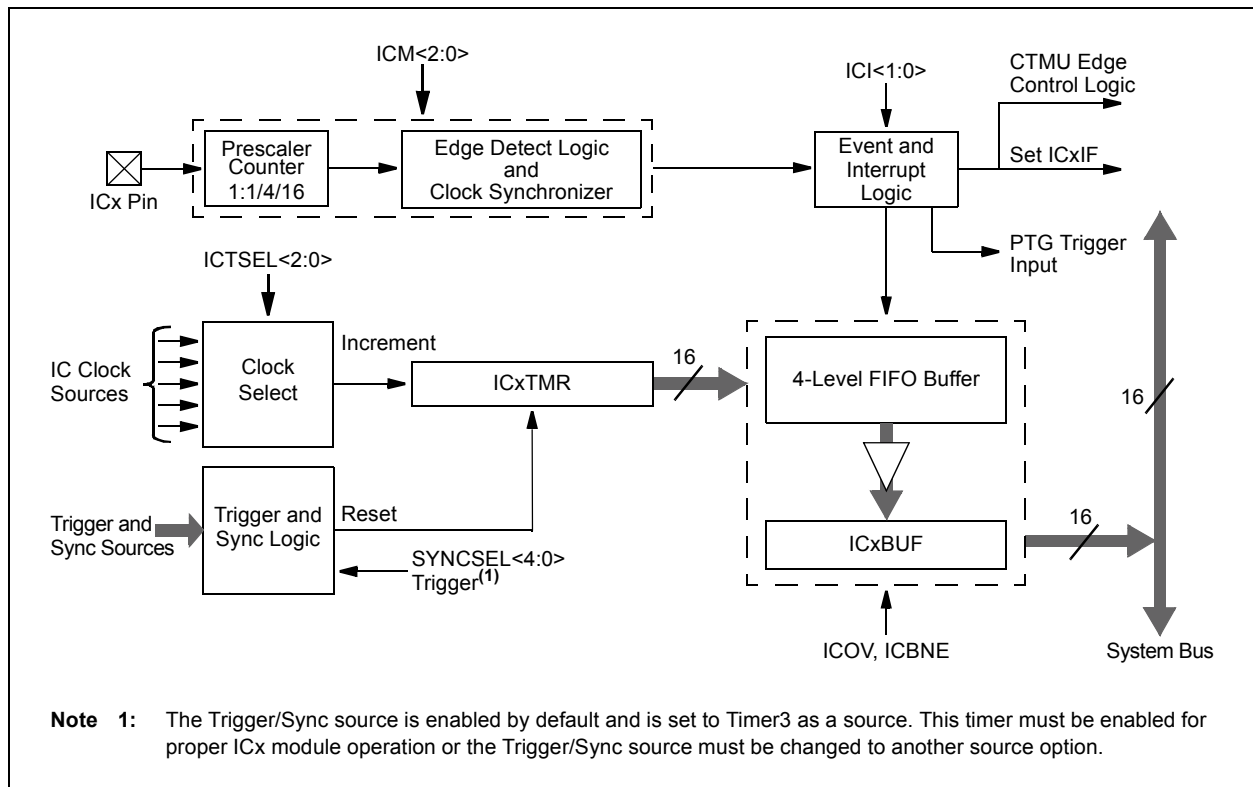 ICM<2:0>
ICI<1:0>
CTMU Edge
Control Logic
Prescaler
Counter
1:1/4/16
Edge Detect Logic
and
Clock Synchronizer
Event and
Interrupt
Logic
Set ICxIF
ICx Pin
PTG Trigger
Input
ICTSEL<2:0>
IC Clock
Sources
Clock
Select
Increment
ICxTMR
16
4-Level FIFO Buffer
16
Trigger and
Sync Sources
Trigger and
Sync Logic
Reset
SYNCSEL<4:0>
Trigger(1)
ICxBUF
16
ICOV, ICBNE
System Bus
Note 1: The Trigger/Sync source is enabled by default and is set to Timer3 as a source. This timer must be enabled for
proper ICx module operation or the Trigger/Sync source must be changed to another source option.